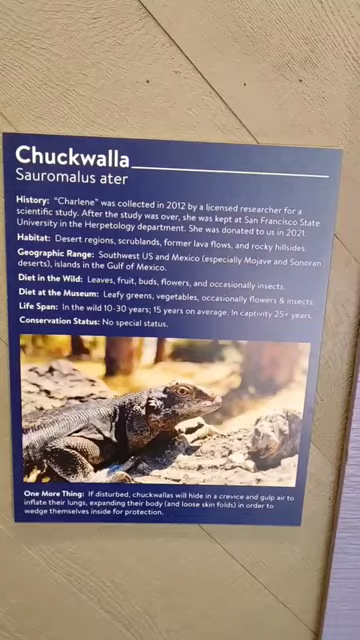 Chuckwalla
Sauromalus ater
History: "Charlene" was collected in 2012 by a licensed researcher for a
scientific study. After the study was over, she was kept at San Francisco State
University in the Herpetology department. She was donated to us in 2021.
Habitat: Desert regions, scrublands, former lava flows, and rocky hillsides.
Geographic Range: Southwest US and Mexico (especially Mojave and Sonoran
deserts), islands in the Gulf of Mexico.
Diet in the Wild: Leaves, fruit, buds, flowers, and occasionally insects.
Diet at the Museum: Leafy greens, vegetables, occasionally flowers & insects.
Life Span: In the wild 10-30 years; 15 years on average. In captivity 25+ years.
Conservation Status: No special status.
One More Thing: If disturbed, chuckwallas will hide in a crevice and gulp air to
inflate their lungs, expanding their body (and loose skin folds) in order to
wedge themselves inside for protection.